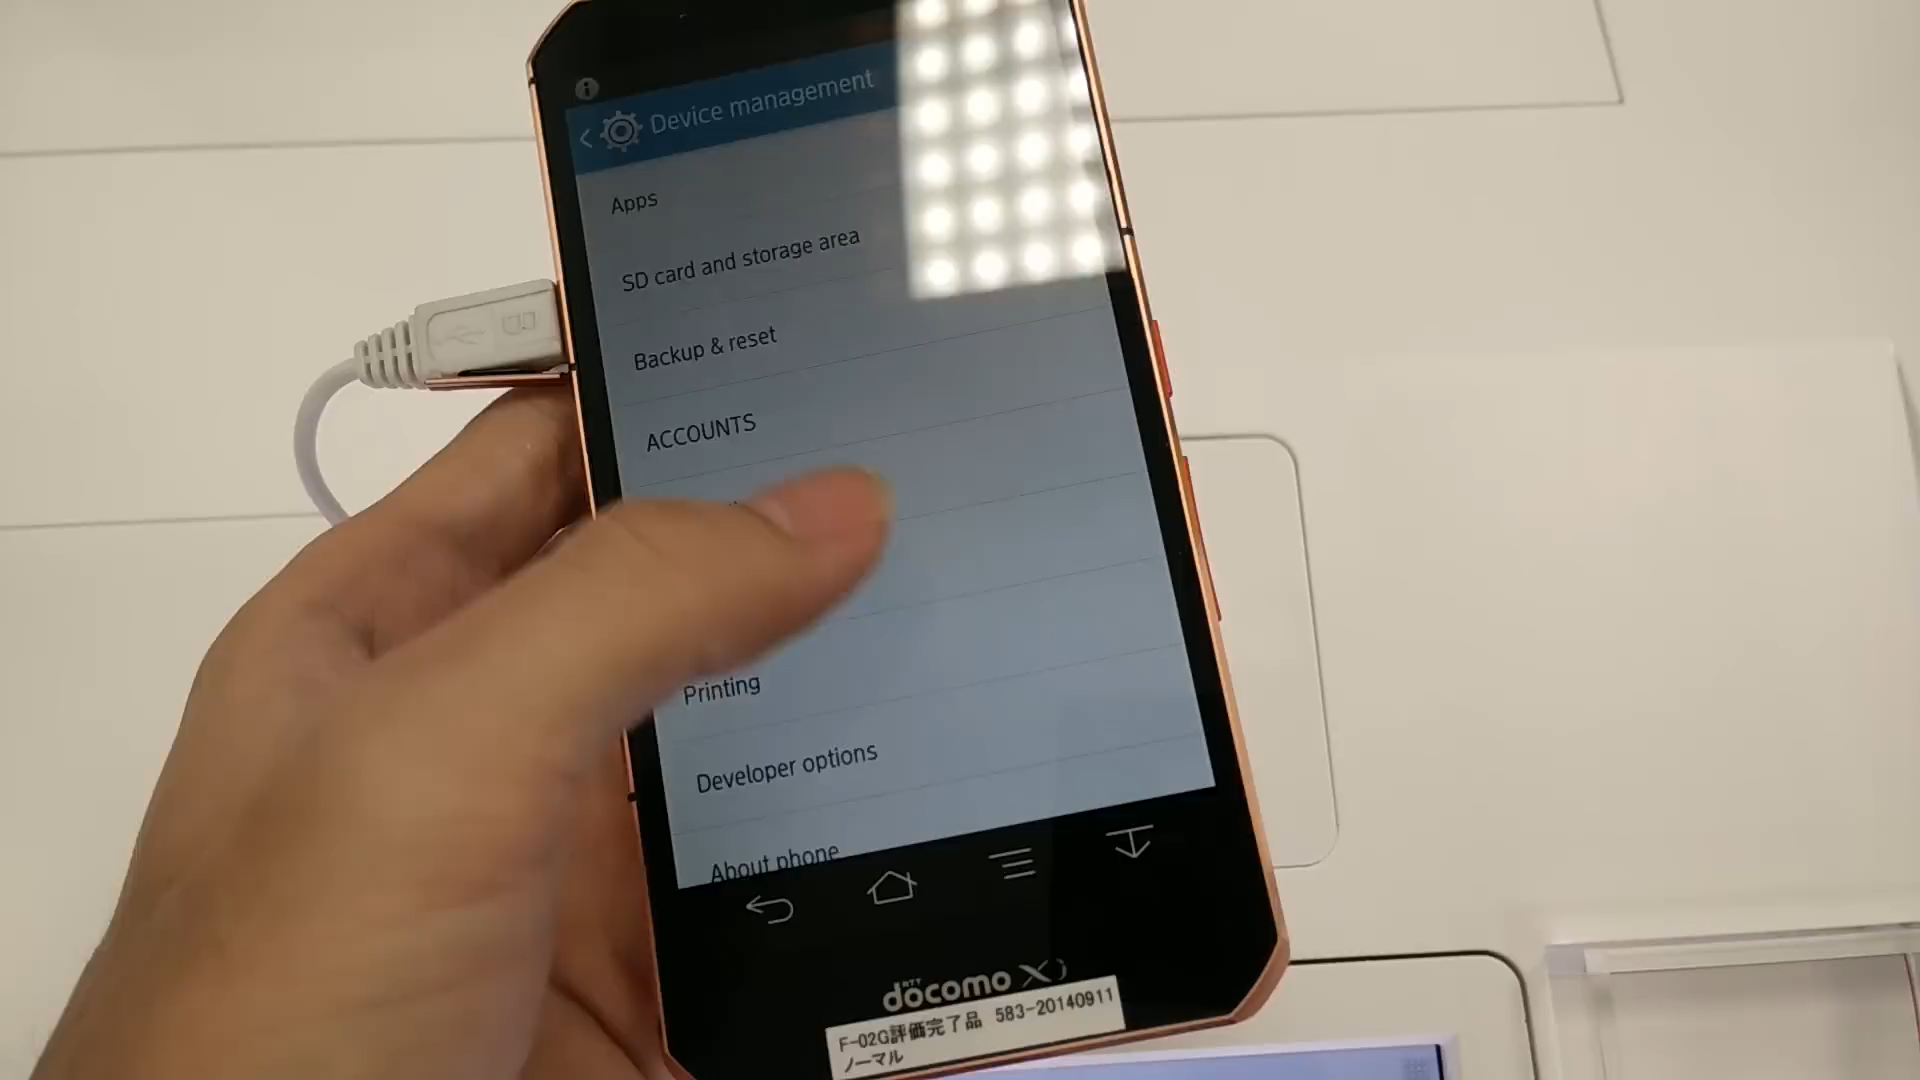 Device management
Apps
SD card and storage area
Backup & reset
ACCOUNTS
Printing
Developer options
About phone
NTT
docomo Xi
F-02G評価完了品 583-20140911
ノーマル